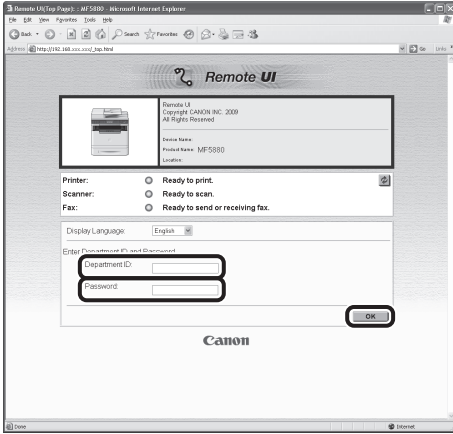 Remote UI(Top Page): : MF5880 - Microsoft Internet Explorer
File Edit View Favorites Tools Help
Back Search Favorites
Address http://192.168.xxx.xxx/_top.html Go Links
Remote UI
Remote UI
Copyright CANON INC. 2009
All Rights Reserved
Device Name:
Product Name: MF5880
Location:
Printer: Ready to print.
Scanner: Ready to scan.
Fax: Ready to send or receiving fax.
Display Language: English
Enter Department ID and Password
Department ID:
Password:
OK
Canon
Done Internet